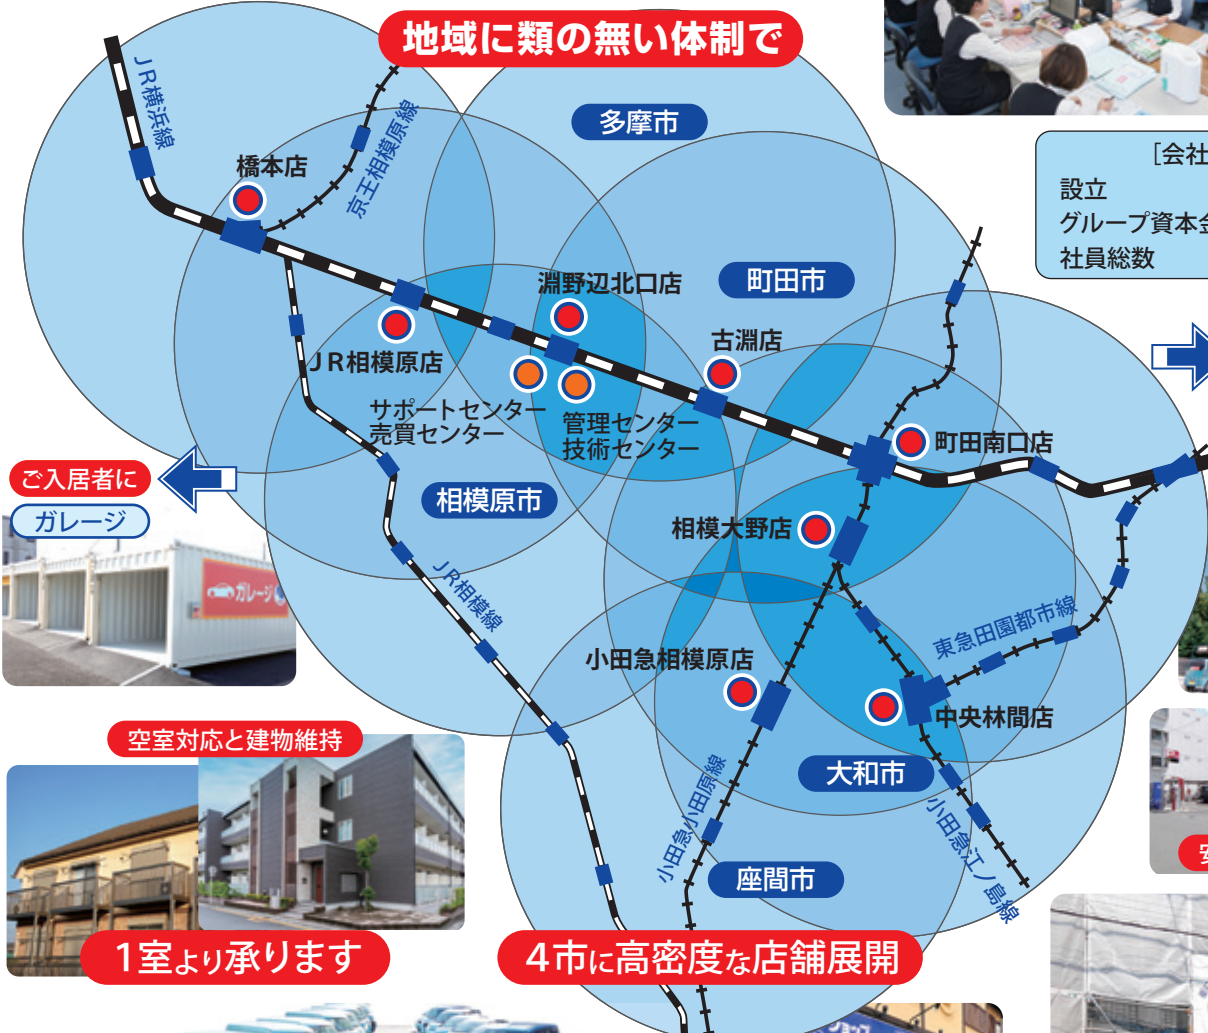 地域に類の無い体制で
多摩市
JR横浜線
京王相模原線
橋本店
[会社
設立
グループ資本金
社員総数
淵野辺北口店
町田市
古淵店
JR相模原店
サポートセンター
売買センター
管理センター
技術センター
町田南口店
ご入居者に
ガレージ
相模原市
相模大野店
JR相模線
ガレージ
東急田園都市線
小田急相模原店
中央林間店
空室対応と建物維持
大和市
小田急小田原線
小田急江ノ島線
座間市
1室より承ります
4市に高密度な店舗展開
ショップ